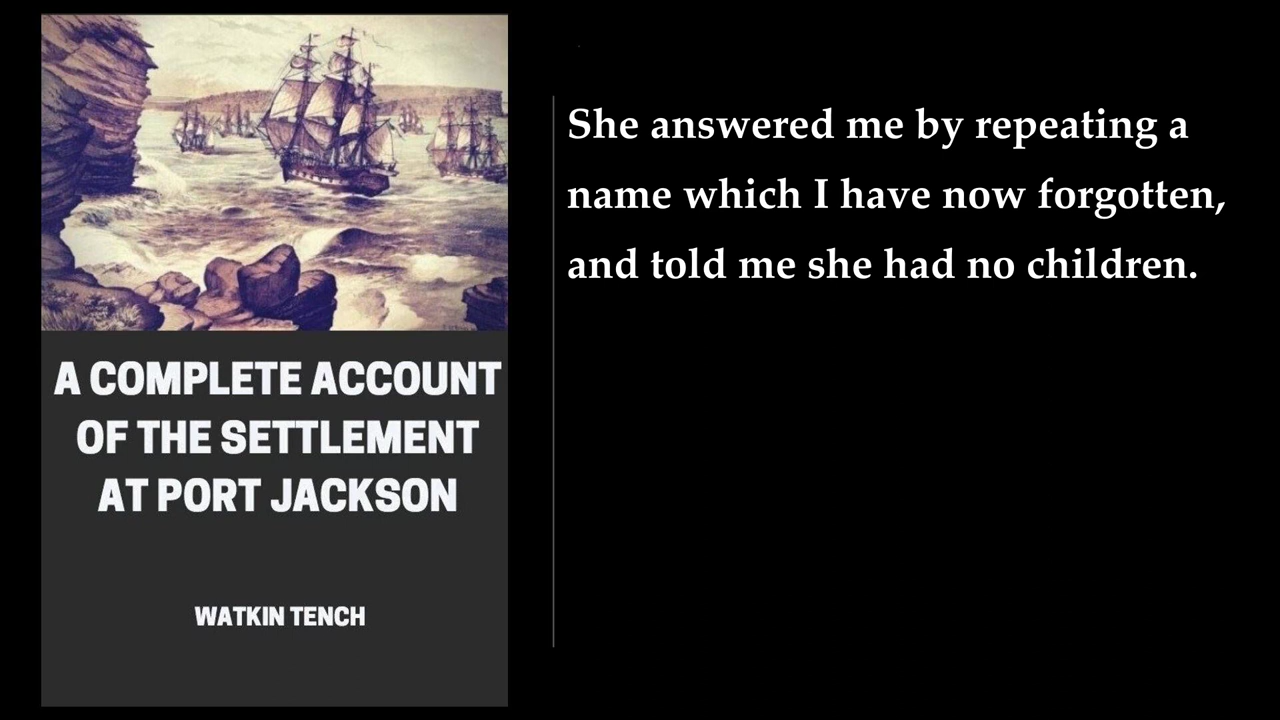 A COMPLETE ACCOUNT
OF THE SETTLEMENT
AT PORT JACKSON
WATKIN TENCH
She answered me by repeating a
name which I have now forgotten,
and told me she had no children.